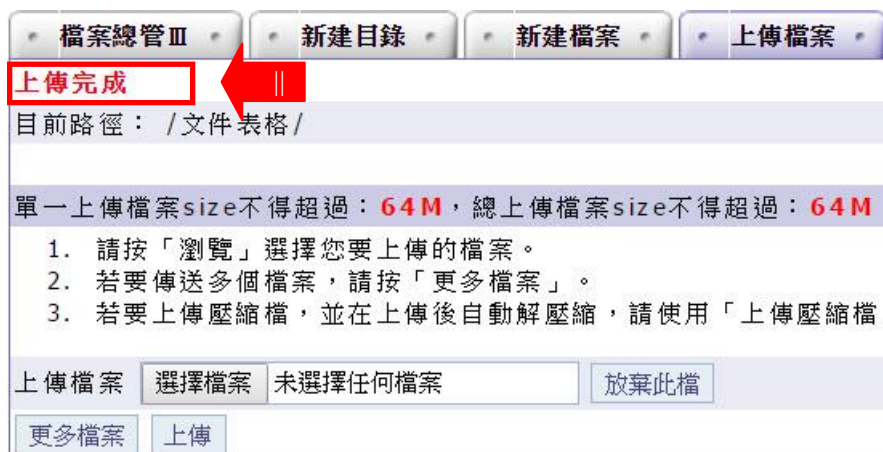 檔案總管Ⅲ 新建目錄 新建檔案 上傳檔案
上傳完成
目前路徑： /文件表格/
單一上傳檔案size不得超過：64M，總上傳檔案size不得超過：64M
1. 請按「瀏覽」選擇您要上傳的檔案。
2. 若要傳送多個檔案，請按「更多檔案」。
3. 若要上傳壓縮檔，並在上傳後自動解壓縮，請使用「上傳壓縮檔
上傳檔案 選擇檔案 未選擇任何檔案 放棄此檔
更多檔案 上傳